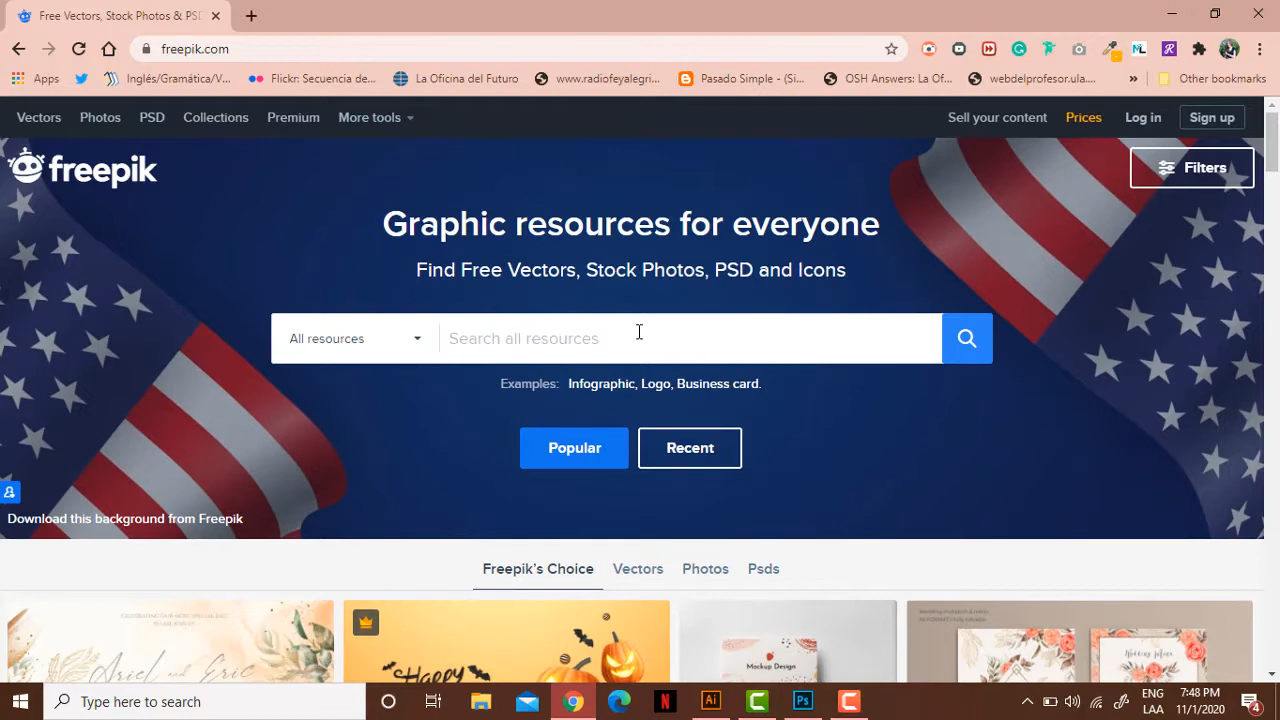 Free Vectors, Stock Photos & PSD
freepik.com
Apps
Inglés/Gramática/V...
Flickr: Secuencia de...
La Oficina del Futuro
www.radiofeyalegri...
Pasado Simple - (Si...
OSH Answers: La Of...
webdelprofesor.ula....
Other bookmarks
Vectors Photos PSD Collections Premium More tools
Sell your content Prices Log in Sign up
freepik
Filters
Graphic resources for everyone
Find Free Vectors, Stock Photos, PSD and Icons
All resources
Search all resources
Examples: Infographic, Logo, Business card.
Popular
Recent
Download this background from Freepik
Freepik's Choice Vectors Photos Psds
Ariel and Eric
Happy
Mockup Design
Type here to search
ENG
LAA
7:48 PM
11/1/2020
4